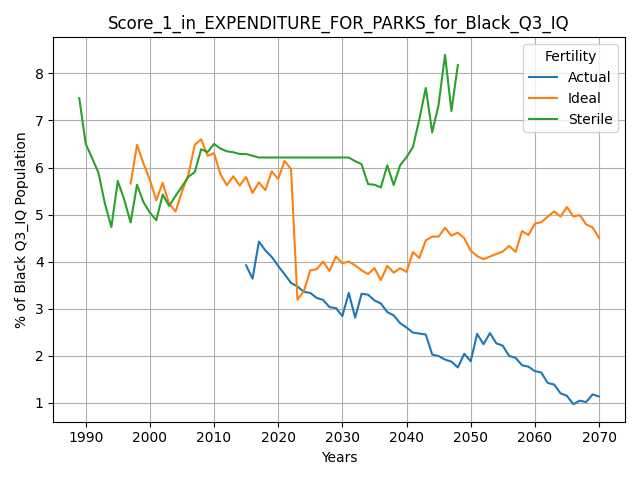 Score_1_in_EXPENDITURE_FOR_PARKS_for_Black_Q3_IQ
Fertility
Actual
Ideal
Sterile
% of Black Q3_IQ Population
8
7
6
5
4
3
2
1
1990 2000 2010 2020 2030 2040 2050 2060 2070
Years